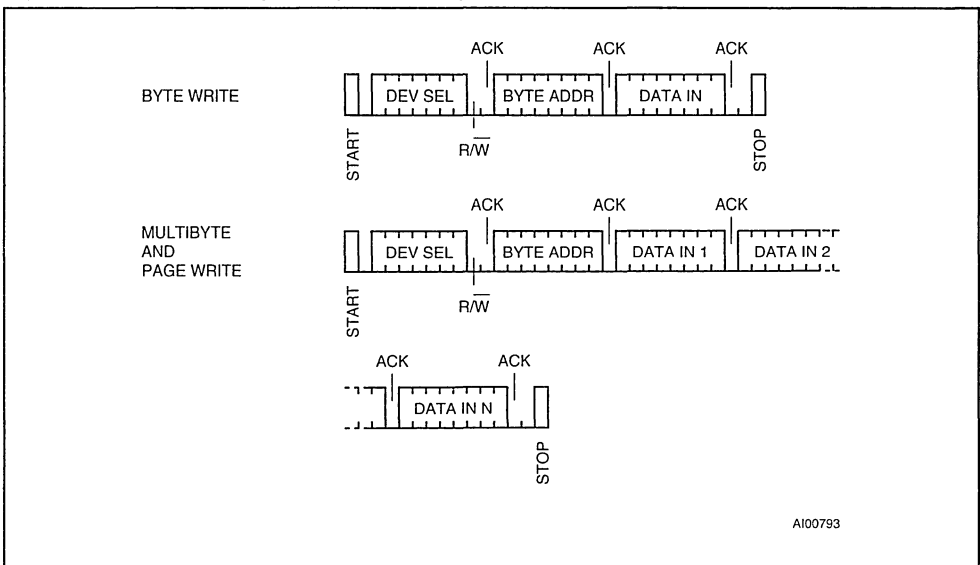 ACK ACK ACK
BYTE WRITE DEV SEL BYTE ADDR DATA IN
START R/W STOP
ACK ACK ACK
MULTIBYTE
AND
PAGE WRITE
DEV SEL BYTE ADDR DATA IN 1 DATA IN 2
START R/W
ACK ACK
DATA IN N
STOP
AI00793